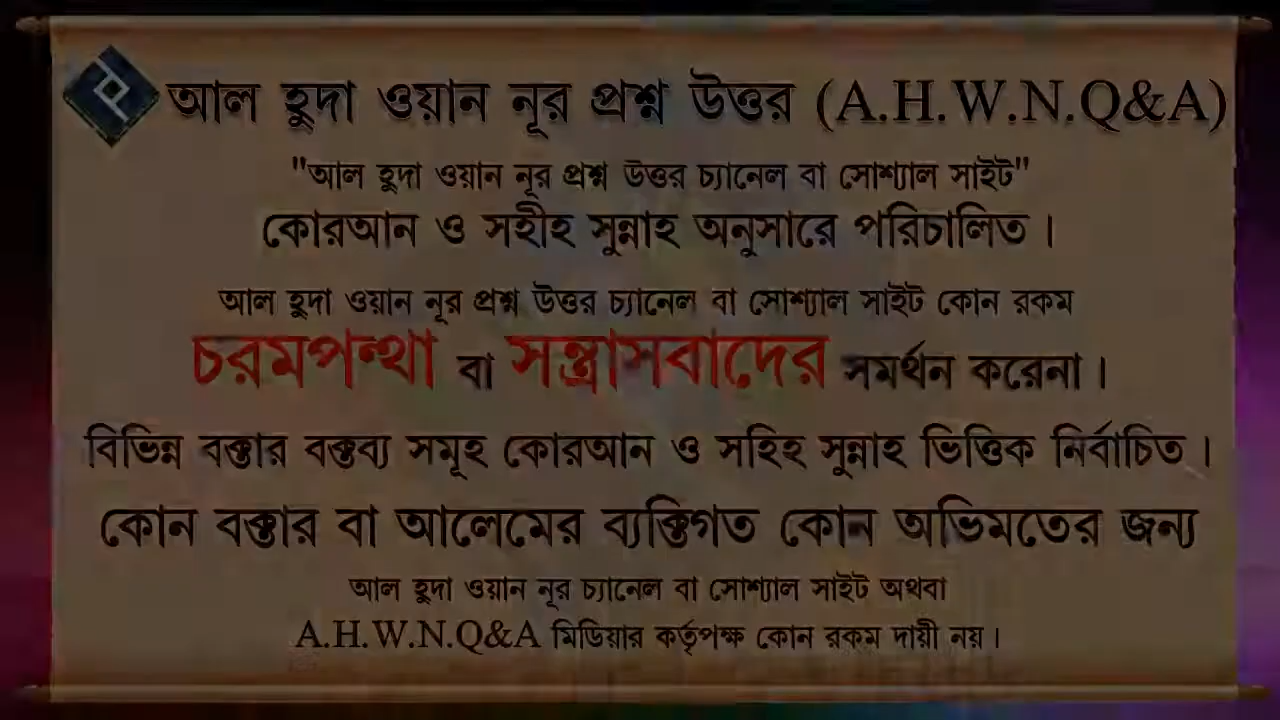 আল হুদা ওয়ান নূর প্রশ্ন উত্তর (A.H.W.N.Q&A)
"আল হুদা ওয়ান নূর প্রশ্ন উত্তর চ্যানেল বা সোশ্যাল সাইট"
কোরআন ও সহীহ সুন্নাহ অনুসারে পরিচালিত।
আল হুদা ওয়ান নূর প্রশ্ন উত্তর চ্যানেল বা সোশ্যাল সাইট কোন রকম
চরমপন্থা বা সন্ত্রাসবাদের সমর্থন করেনা।
বিভিন্ন বক্তার বক্তব্য সমূহ কোরআন ও সহিহ সুন্নাহ ভিত্তিক নির্বাচিত।
কোন বক্তার বা আলেমের ব্যক্তিগত কোন অভিমতের জন্য
আল হুদা ওয়ান নূর চ্যানেল বা সোশ্যাল সাইট অথবা
A.H.W.N.Q&A মিডিয়ার কর্তৃপক্ষ কোন রকম দায়ী নয়।